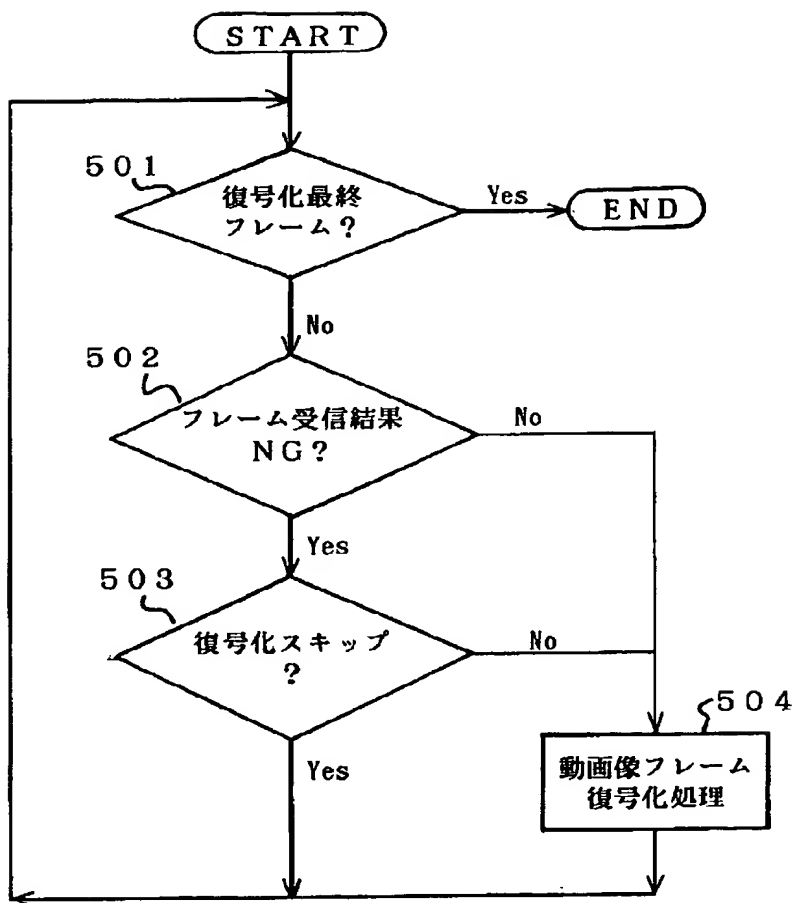 START
501
復号化最終
フレーム?
Yes
END
No
502
フレーム受信結果
NG?
No
Yes
503
復号化スキップ
?
No
504
Yes
動画像フレーム
復号化処理